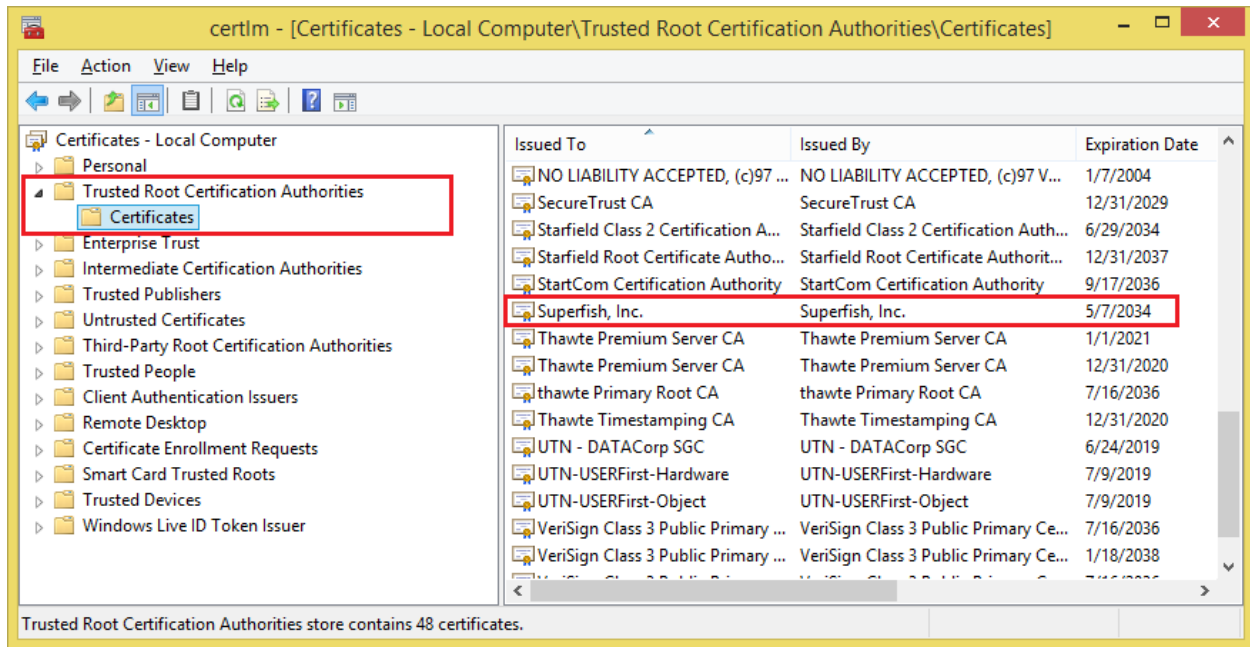 certlm - [Certificates - Local Computer\Trusted Root Certification Authorities\Certificates]
File Action View Help
Certificates - Local Computer
Personal
Trusted Root Certification Authorities
Certificates
Enterprise Trust
Intermediate Certification Authorities
Trusted Publishers
Untrusted Certificates
Third-Party Root Certification Authorities
Trusted People
Client Authentication Issuers
Remote Desktop
Certificate Enrollment Requests
Smart Card Trusted Roots
Trusted Devices
Windows Live ID Token Issuer
Issued To Issued By Expiration Date
NO LIABILITY ACCEPTED, (c)97 ... NO LIABILITY ACCEPTED, (c)97 V... 1/7/2004
SecureTrust CA SecureTrust CA 12/31/2029
Starfield Class 2 Certification A... Starfield Class 2 Certification Auth... 6/29/2034
Starfield Root Certificate Autho... Starfield Root Certificate Authorit... 12/31/2037
StartCom Certification Authority StartCom Certification Authority 9/17/2036
Superfish, Inc. Superfish, Inc. 5/7/2034
Thawte Premium Server CA Thawte Premium Server CA 1/1/2021
Thawte Premium Server CA Thawte Premium Server CA 12/31/2020
thawte Primary Root CA thawte Primary Root CA 7/16/2036
Thawte Timestamping CA Thawte Timestamping CA 12/31/2020
UTN - DATACorp SGC UTN - DATACorp SGC 6/24/2019
UTN-USERFirst-Hardware UTN-USERFirst-Hardware 7/9/2019
UTN-USERFirst-Object UTN-USERFirst-Object 7/9/2019
VeriSign Class 3 Public Primary ... VeriSign Class 3 Public Primary Ce... 7/16/2036
VeriSign Class 3 Public Primary ... VeriSign Class 3 Public Primary Ce... 1/18/2038
Trusted Root Certification Authorities store contains 48 certificates.